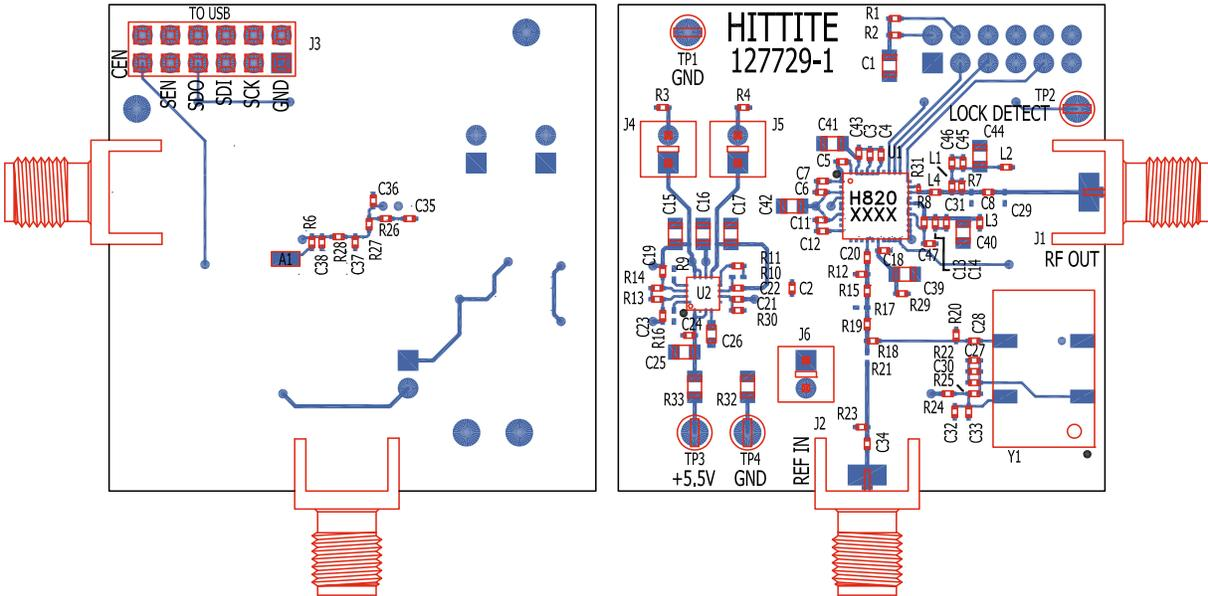 TO USB
J3
CEN
SEN
SDO
SDI
SCK
GND
C36
C35
R6
R26
R28
R27
C38
C37
A1
HITTITE
127729-1
TP1
GND
R1
R2
C1
TP2
LOCK DETECT
R3
R4
J4
J5
C41
C43
C3
C4
U1
C46
C45
C44
C5
R31
L1
L2
C7
C6
L4
R7
C42
H820
XXXX
R8
C31
C8
C29
C15
C16
C17
C11
C12
L3
C40
J1
RF OUT
C47
C13
C14
C19
R9
R11
R10
C20
C18
R14
R13
U2
C22
C21
C2
R12
R15
C39
R29
C23
R16
C24
R30
R17
C25
C26
R19
R20
C28
J6
R18
R22
C27
C30
R21
R25
R33
R32
R24
C32
C33
J2
R23
C34
TP3
+5.5V
TP4
GND
REF IN
Y1